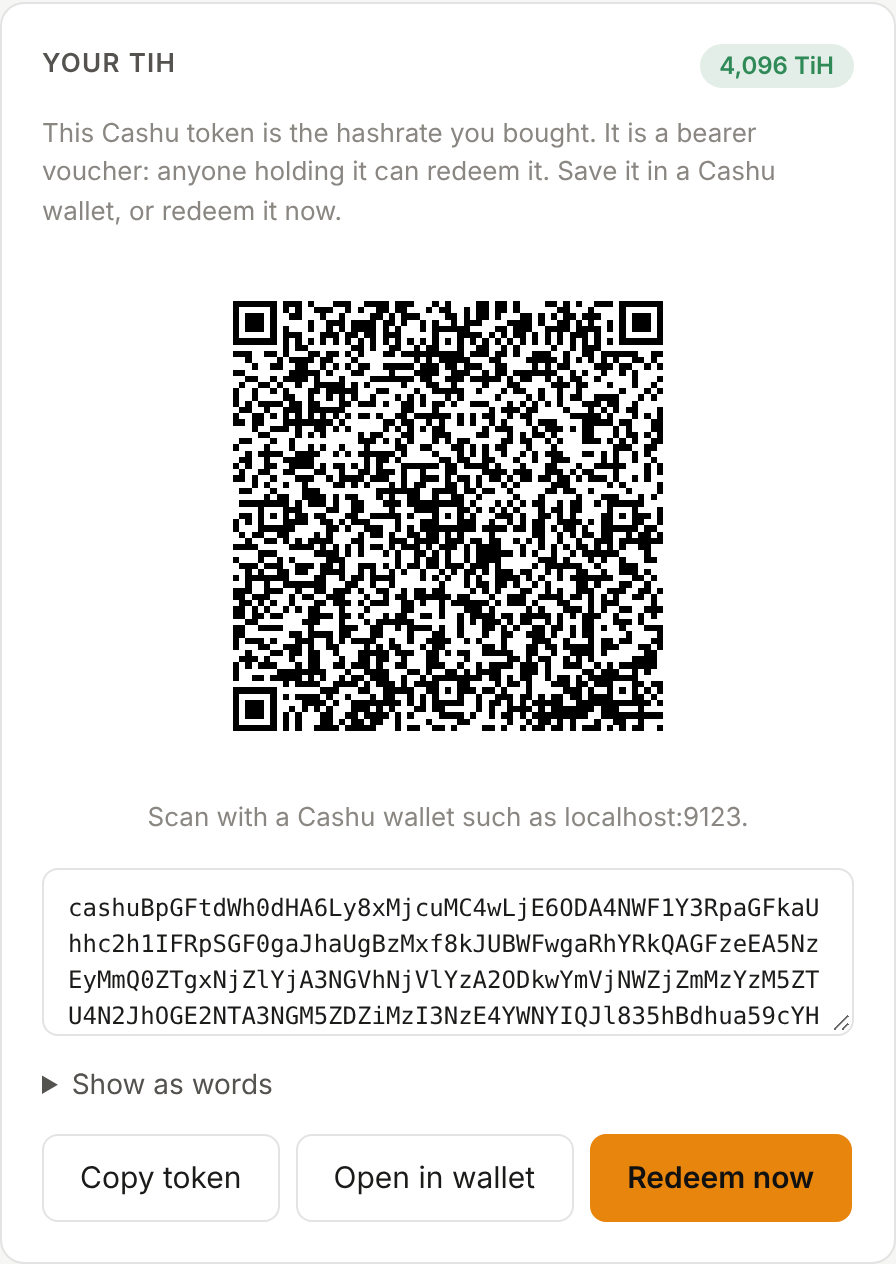 YOUR TIH
4,096 TiH
This Cashu token is the hashrate you bought. It is a bearer
voucher: anyone holding it can redeem it. Save it in a Cashu
wallet, or redeem it now.
Scan with a Cashu wallet such as localhost:9123.
cashuBpGFtdWh0dHA6Ly8xMjcuMC4wLjE6ODA4NWF1Y3RpaGFkaU
hhc2h1IFRpSGF0gaJhaUgBzMxf8kJUBWFwgaRhYRkQAGFzeEA5Nz
EyMmQ0ZTgxNjZlYjA3NGVhNjVlYzA2ODkwYmVjNWZjZmMzYzM5ZT
U4N2JhOGE2NTA3NGM5ZDZiMzI3NzE4YWNYIQJl835hBdhua59cYH
Show as words
Copy token
Open in wallet
Redeem now